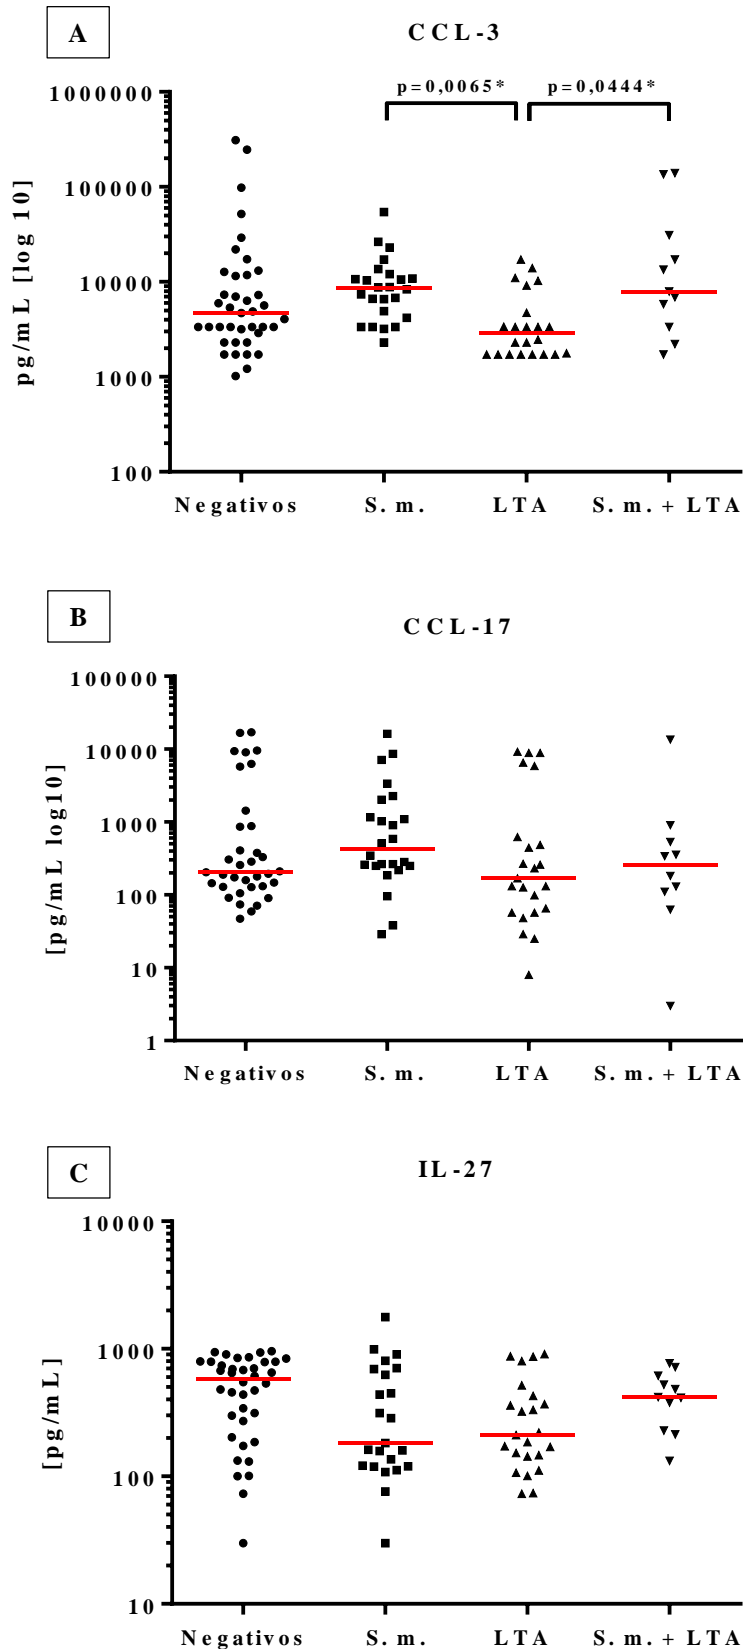 A
CCL-3
p=0,0065*
p=0,0444*
pg/mL [log 10]
1000000
100000
10000
1000
100
Negativos
S.m.
LTA
S.m. + LTA
B
CCL-17
[pg/mL log10]
100000
10000
1000
100
10
1
Negativos
S.m.
LTA
S.m. + LTA
C
IL-27
[pg/mL]
10000
1000
100
10
Negativos
S.m.
LTA
S.m. + LTA